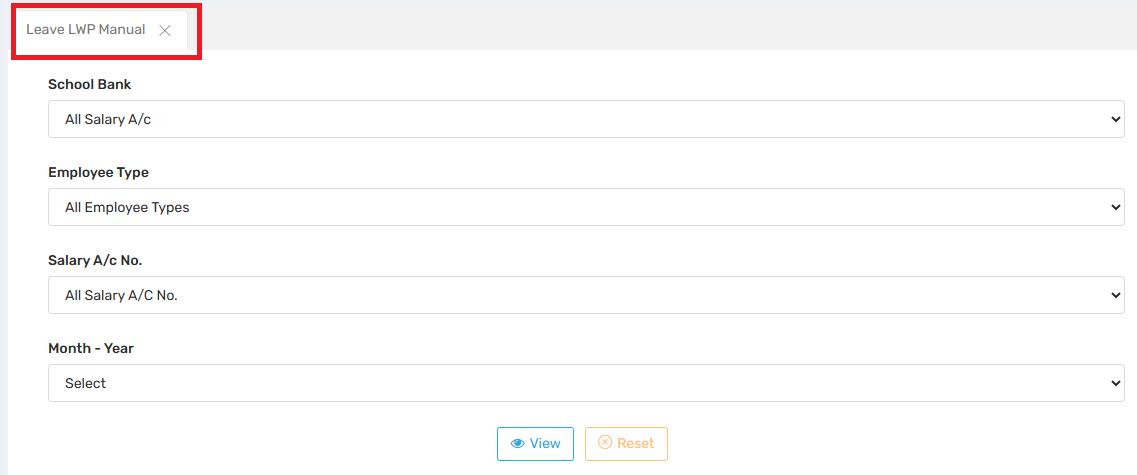 Leave LWP Manual
School Bank
All Salary A/c
Employee Type
All Employee Types
Salary A/c No.
All Salary A/C No.
Month - Year
Select
View Reset